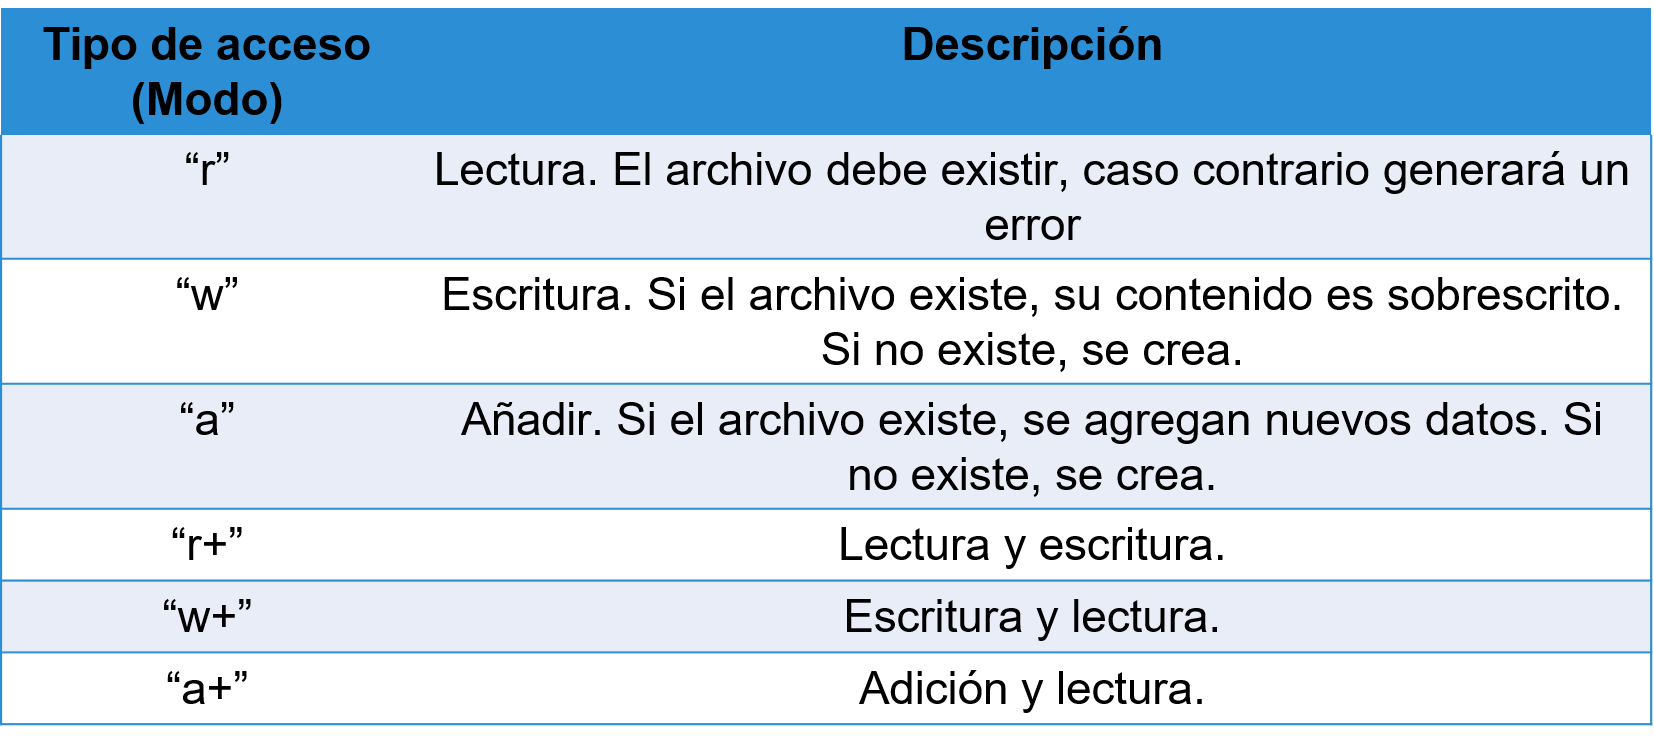 Tipo de acceso
(Modo)
Descripción
“r”
Lectura. El archivo debe existir, caso contrario generará un
error
“w”
Escritura. Si el archivo existe, su contenido es sobrescrito.
Si no existe, se crea.
“a”
Añadir. Si el archivo existe, se agregan nuevos datos. Si
no existe, se crea.
“r+”
Lectura y escritura.
“w+”
Escritura y lectura.
“a+”
Adición y lectura.